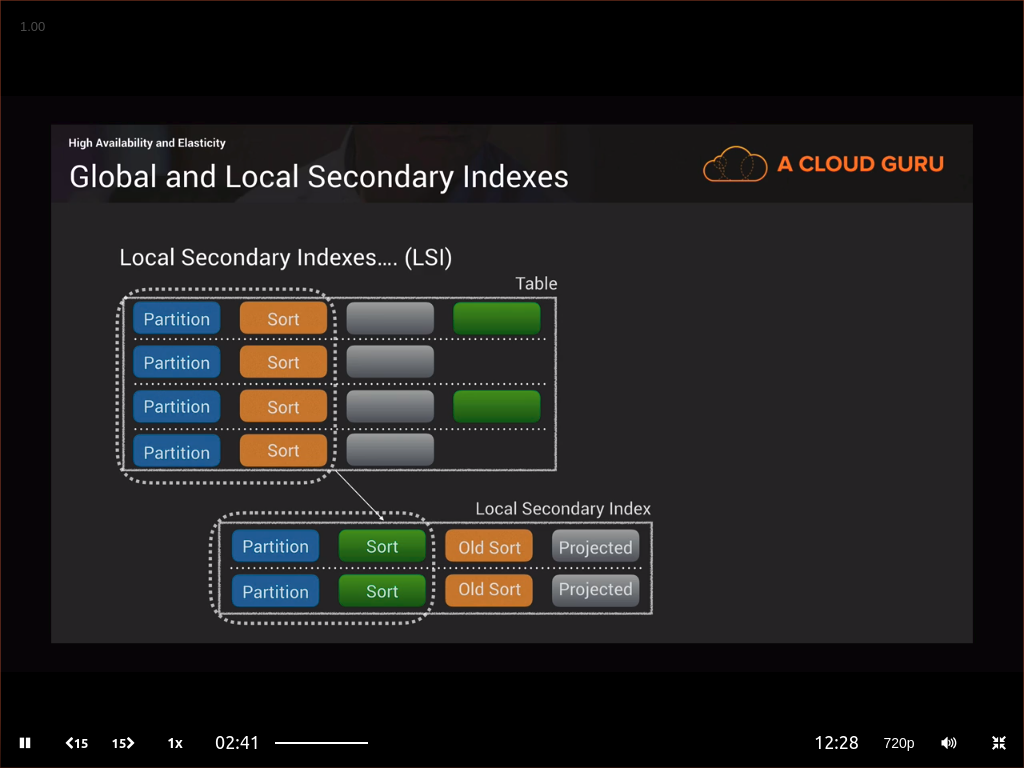 1.00
High Availability and Elasticity
Global and Local Secondary Indexes
A CLOUD GURU
Local Secondary Indexes.... (LSI)
Table
Partition Sort
Partition Sort
Partition Sort
Partition Sort
Local Secondary Index
Partition Sort Old Sort Projected
Partition Sort Old Sort Projected
15 15 1x 02:41 12:28 720p